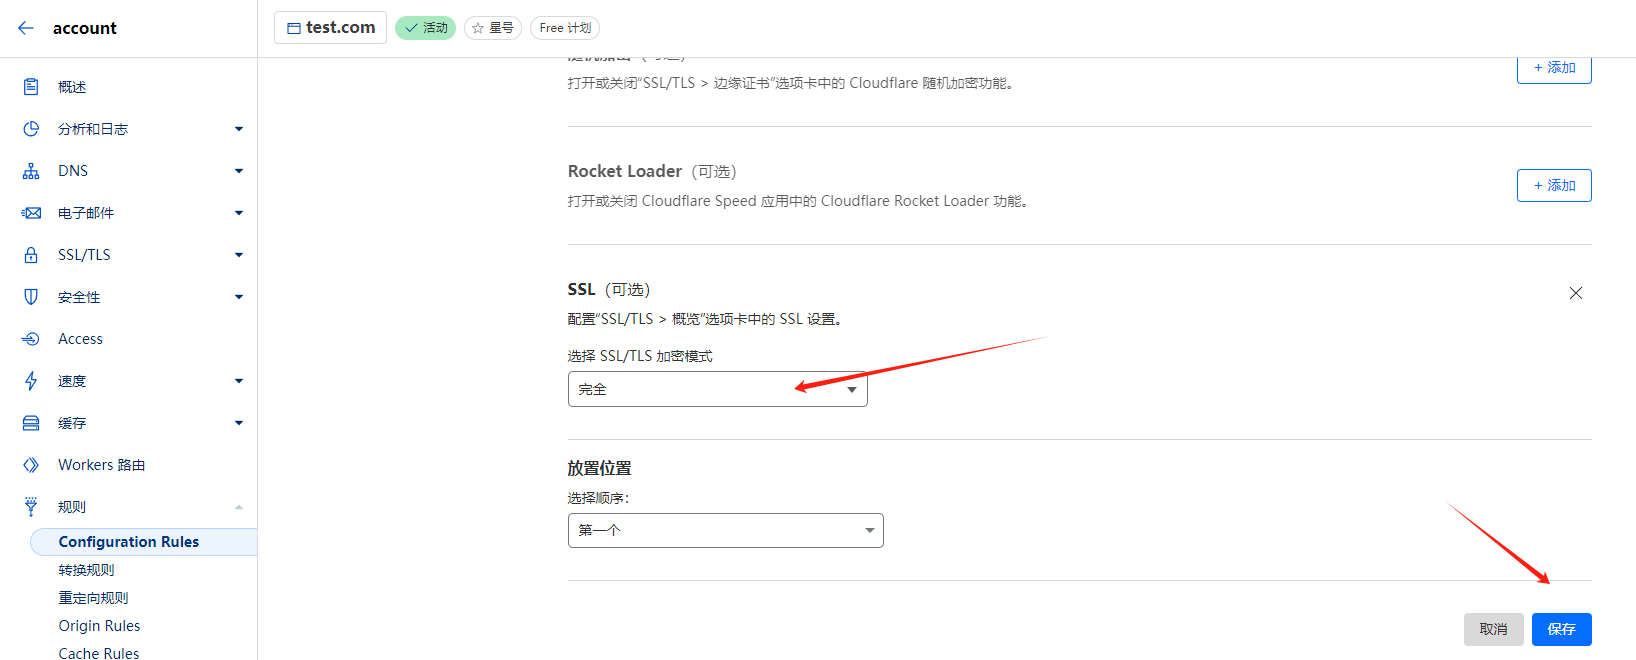 account
test.com
活动
星号
Free 计划
概述
分析和日志
DNS
电子邮件
SSL/TLS
安全性
Access
速度
缓存
Workers 路由
规则
Configuration Rules
转换规则
重定向规则
Origin Rules
Cache Rules
打开或关闭“SSL/TLS > 边缘证书”选项卡中的 Cloudflare 随机加密功能。
+ 添加
Rocket Loader（可选）
打开或关闭 Cloudflare Speed 应用中的 Cloudflare Rocket Loader 功能。
+ 添加
SSL（可选）
配置“SSL/TLS > 概览”选项卡中的 SSL 设置。
选择 SSL/TLS 加密模式
完全
放置位置
选择顺序：
第一个
取消
保存